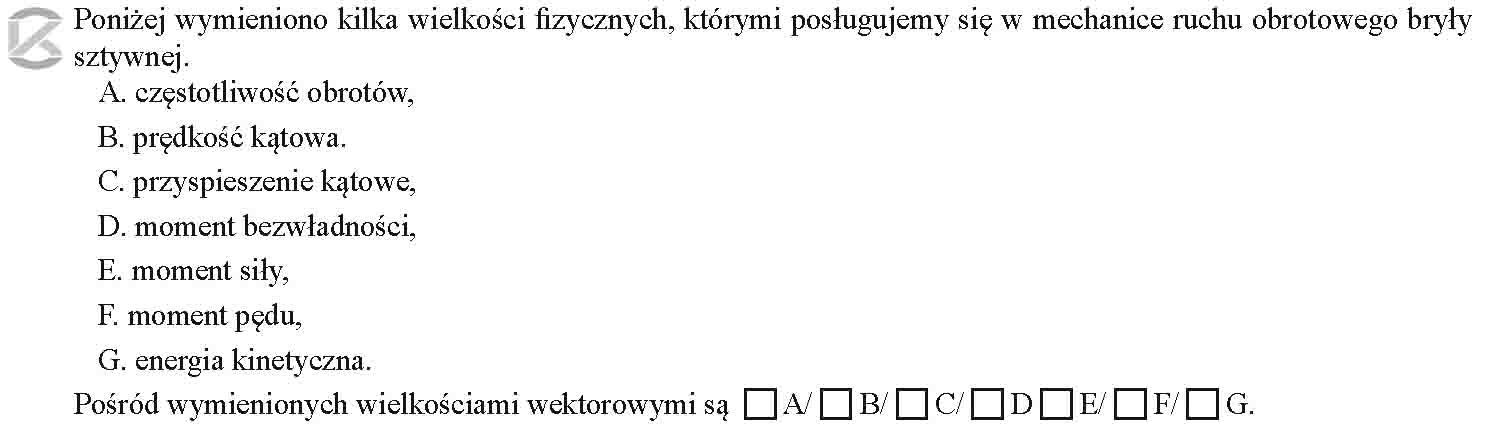 Poniżej wymieniono kilka wielkości fizycznych, którymi posługujemy się w mechanice ruchu obrotowego bryły
sztywnej.
A. częstotliwość obrotów,
B. prędkość kątowa.
C. przyspieszenie kątowe,
D. moment bezwładności,
E. moment siły,
F. moment pędu,
G. energia kinetyczna.
Pośród wymienionych wielkościami wektorowymi są □ A/ □ B/ □ C/ □ D □ E/ □ F/ □ G.